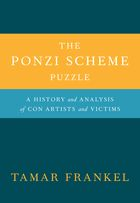 THE
PONZI SCHEME
PUZZLE
A HISTORY and ANALYSIS
of CON ARTISTS and VICTIMS
TAMAR FRANKEL